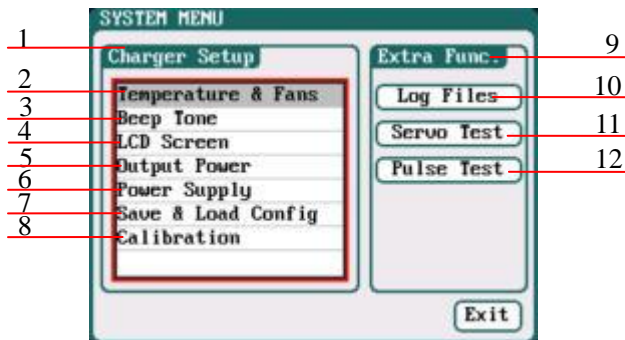 SYSTEM MENU
1 Charger Setup
2 Temperature & Fans
3 Beep Tone
4 LCD Screen
5 Output Power
6 Power Supply
7 Save & Load Config
8 Calibration
Extra Func. 9
Log Files 10
Servo Test 11
Pulse Test 12
Exit